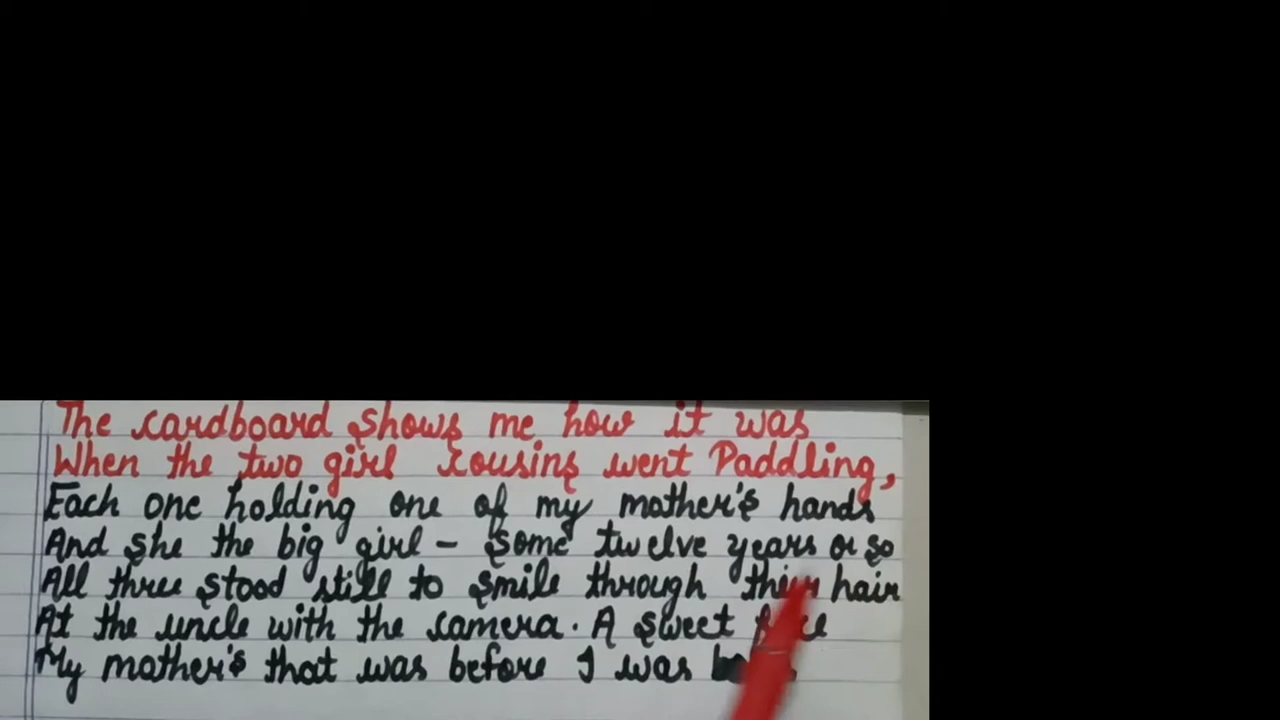 The cardboard shows me how it was
When the two girl cousins went Paddling,
Each one holding one of my mother's hands
And she the big girl - some twelve years or so
All three stood still to smile through their hair
At the uncle with the camera. A sweet face
My mother's that was before I was